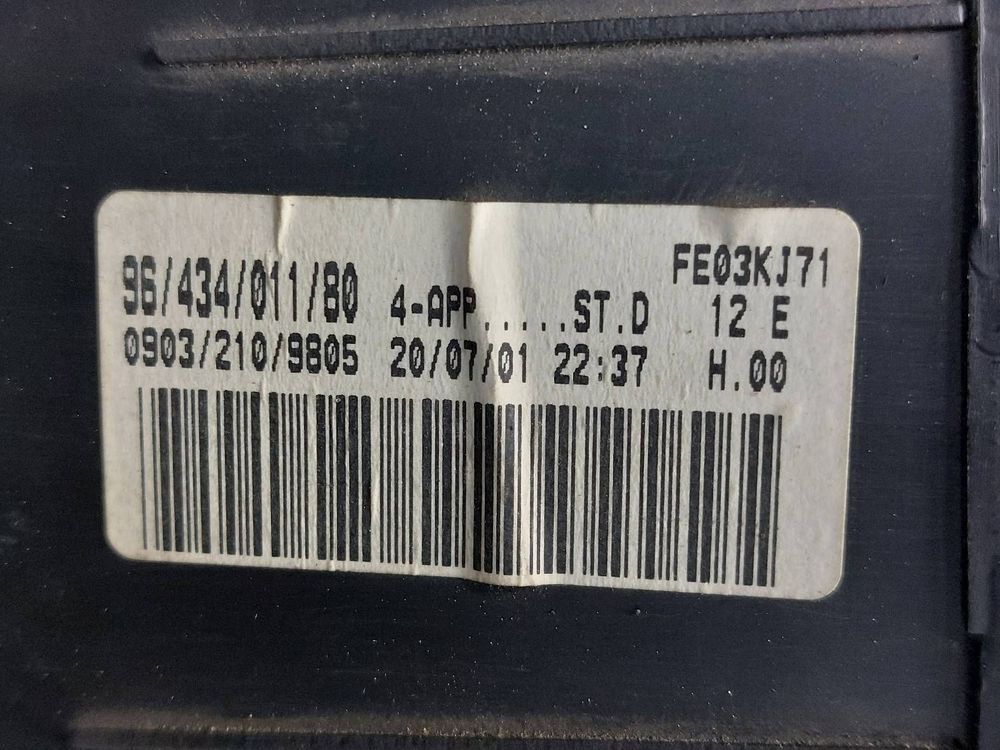 FE03KJ71
96/434/011/80 4-APP.....ST.D 12 E
0903/210/9805 20/07/01 22:37 H.00